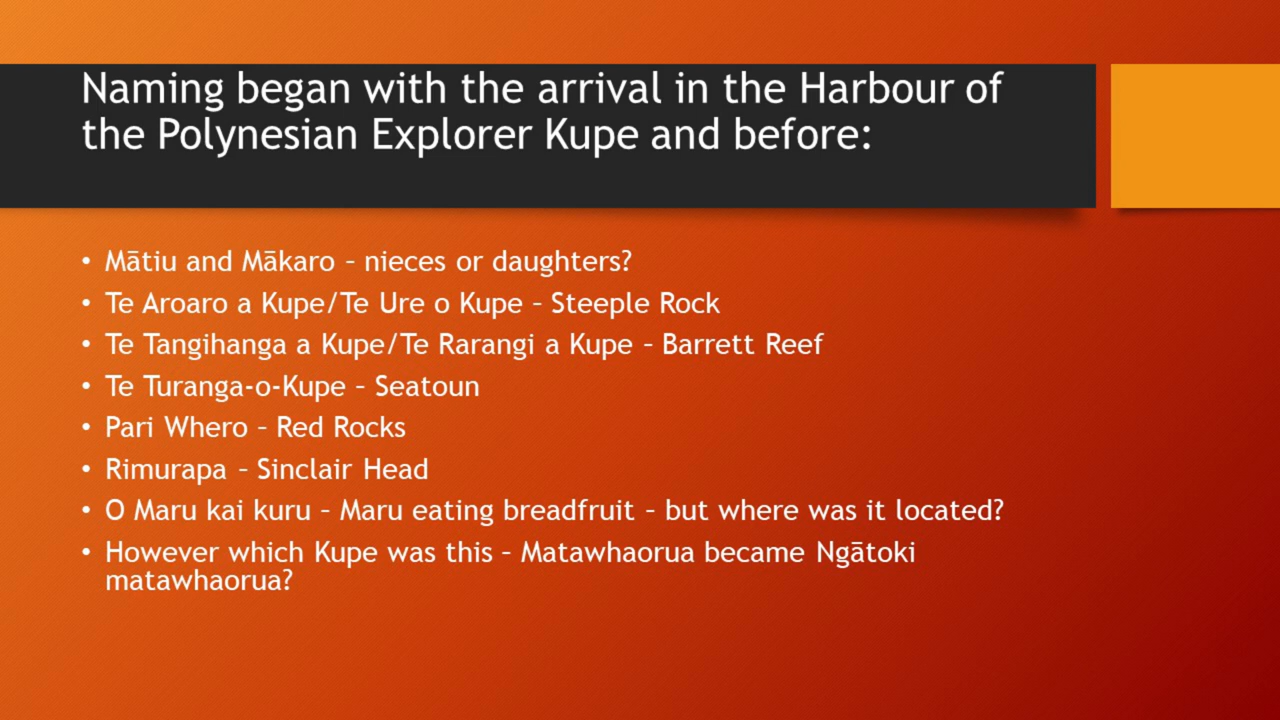 Naming began with the arrival in the Harbour of
the Polynesian Explorer Kupe and before:
• Mātiu and Mākaro – nieces or daughters?
• Te Aroaro a Kupe/Te Ure o Kupe – Steeple Rock
• Te Tangihanga a Kupe/Te Rarangi a Kupe – Barrett Reef
• Te Turanga-o-Kupe – Seatoun
• Pari Whero – Red Rocks
• Rimurapa – Sinclair Head
• O Maru kai kuru – Maru eating breadfruit – but where was it located?
• However which Kupe was this – Matawhaorua became Ngātoki
matawhaorua?